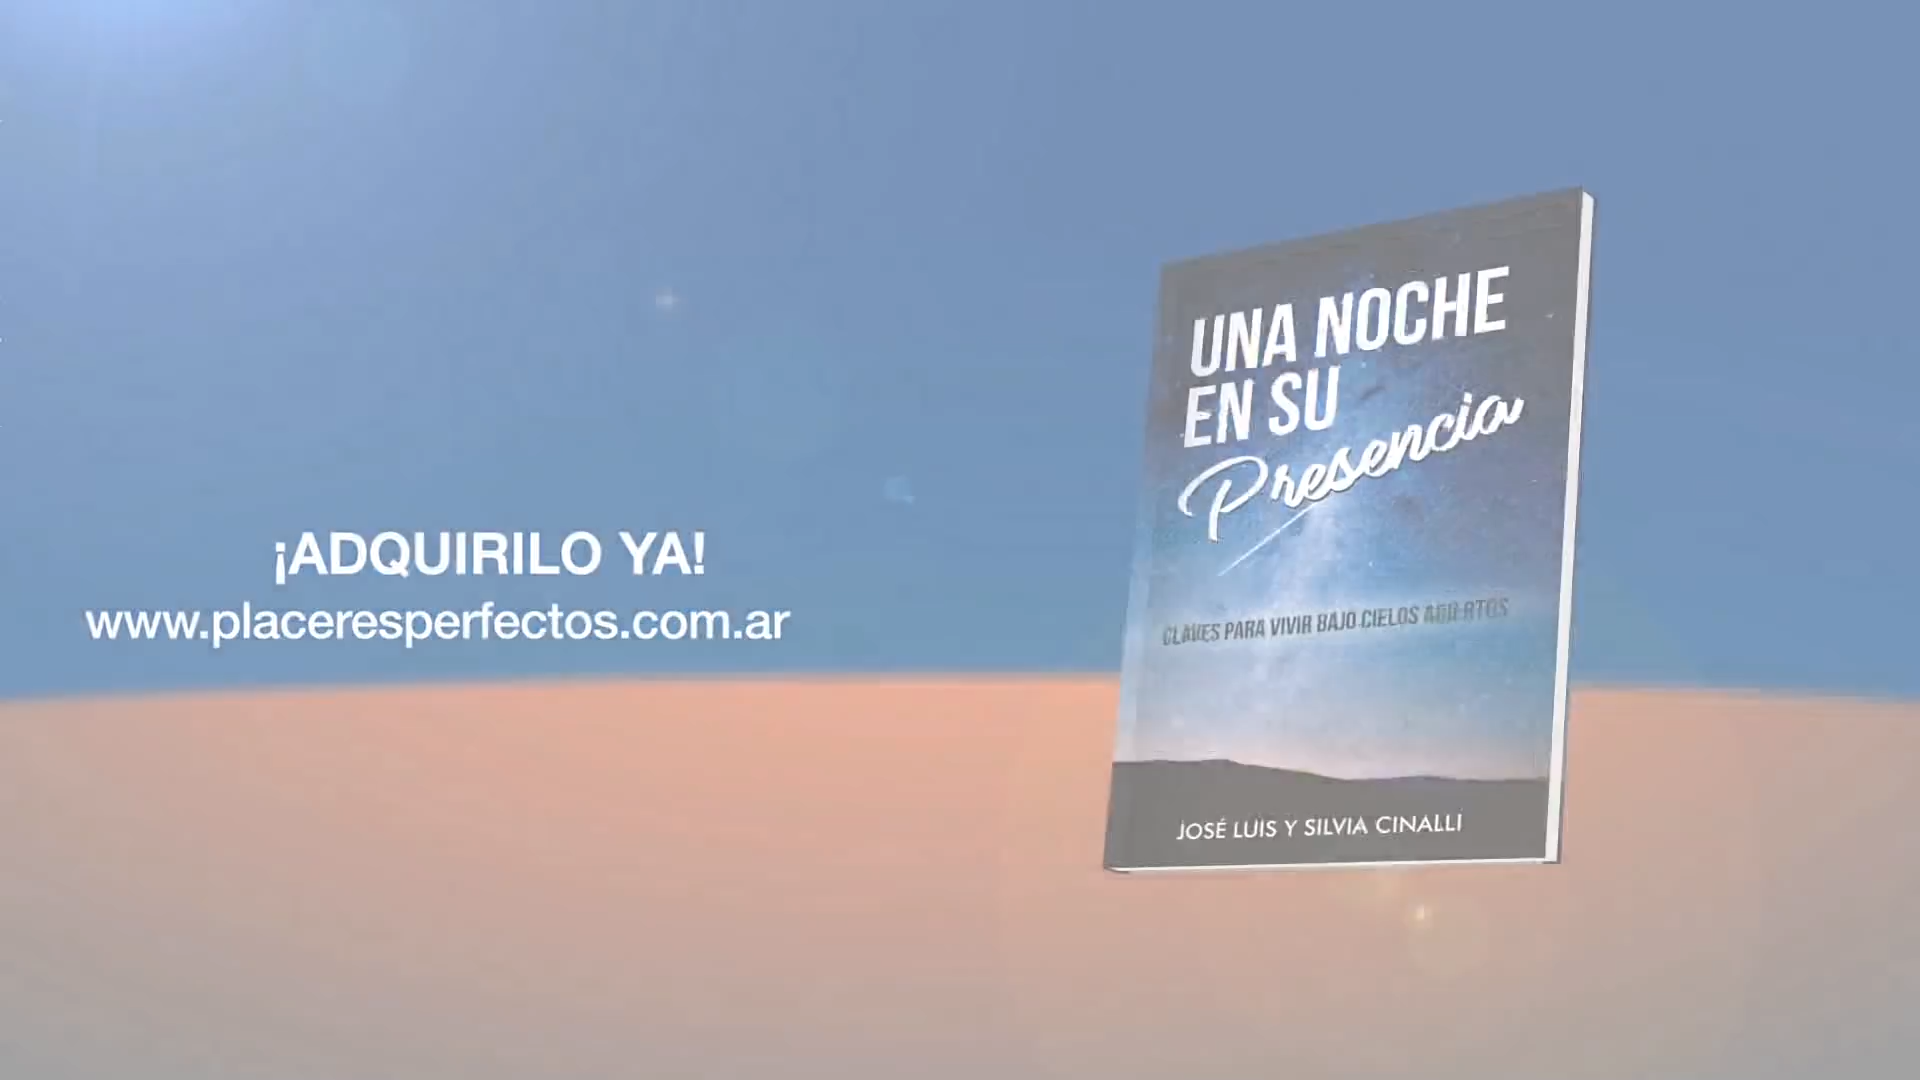 ¡ADQUIRILO YA!
www.placeresperfectos.com.ar
UNA NOCHE
EN SU
Presencia
CLAVES PARA VIVIR BAJO CIELOS ABIERTOS
JOSÉ LUIS Y SILVIA CINALLI